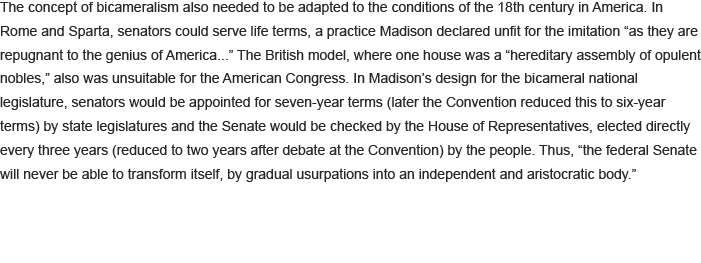 The concept of bicameralism also needed to be adapted to the conditions of the 18th century in America. In
Rome and Sparta, senators could serve life terms, a practice Madison declared unfit for the imitation “as they are
repugnant to the genius of America...” The British model, where one house was a “hereditary assembly of opulent
nobles,” also was unsuitable for the American Congress. In Madison’s design for the bicameral national
legislature, senators would be appointed for seven-year terms (later the Convention reduced this to six-year
terms) by state legislatures and the Senate would be checked by the House of Representatives, elected directly
every three years (reduced to two years after debate at the Convention) by the people. Thus, “the federal Senate
will never be able to transform itself, by gradual usurpations into an independent and aristocratic body.”